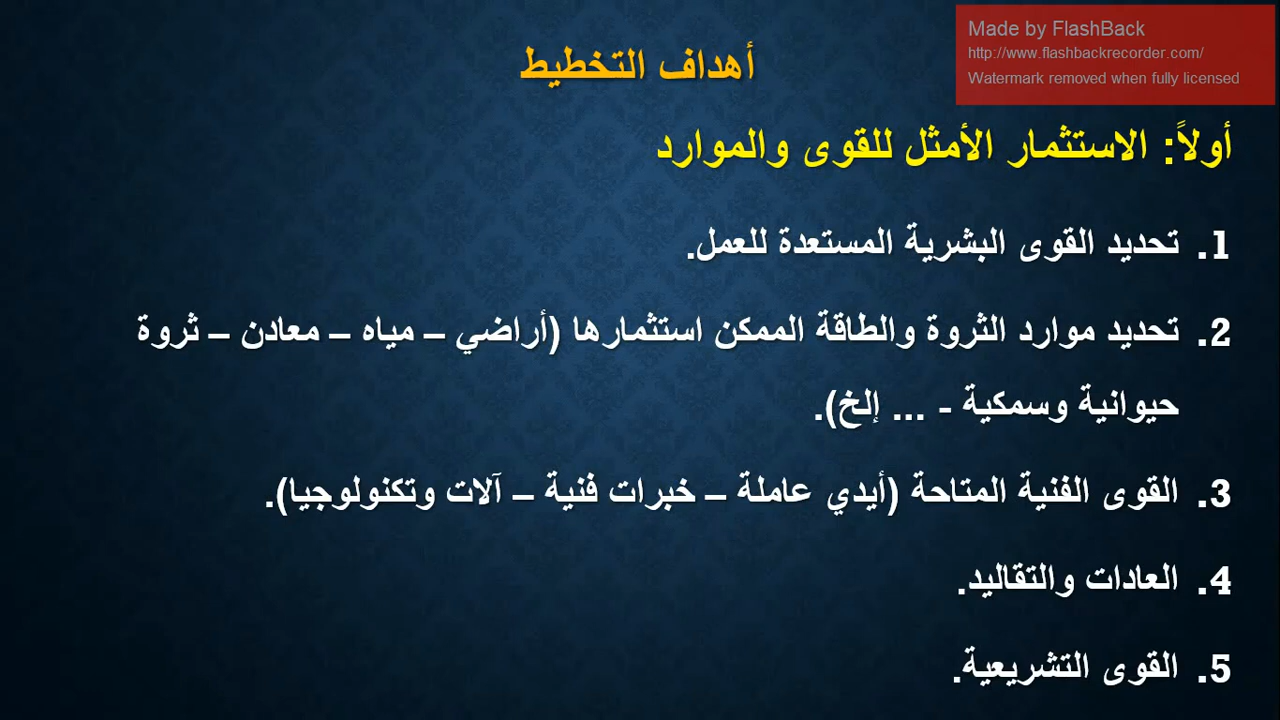 Made by FlashBack
http://www.flashbackrecorder.com/
Watermark removed when fully licensed
أهداف التخطيط
أولاً: الاستثمار الأمثل للقوى والموارد
1. تحديد القوى البشرية المستعدة للعمل.
2. تحديد موارد الثروة والطاقة الممكن استثمارها (أراضي – مياه – معادن – ثروة
حيوانية وسمكية - ... إلخ).
3. القوى الفنية المتاحة (أيدي عاملة – خبرات فنية – آلات وتكنولوجيا).
4. العادات والتقاليد.
5. القوى التشريعية.